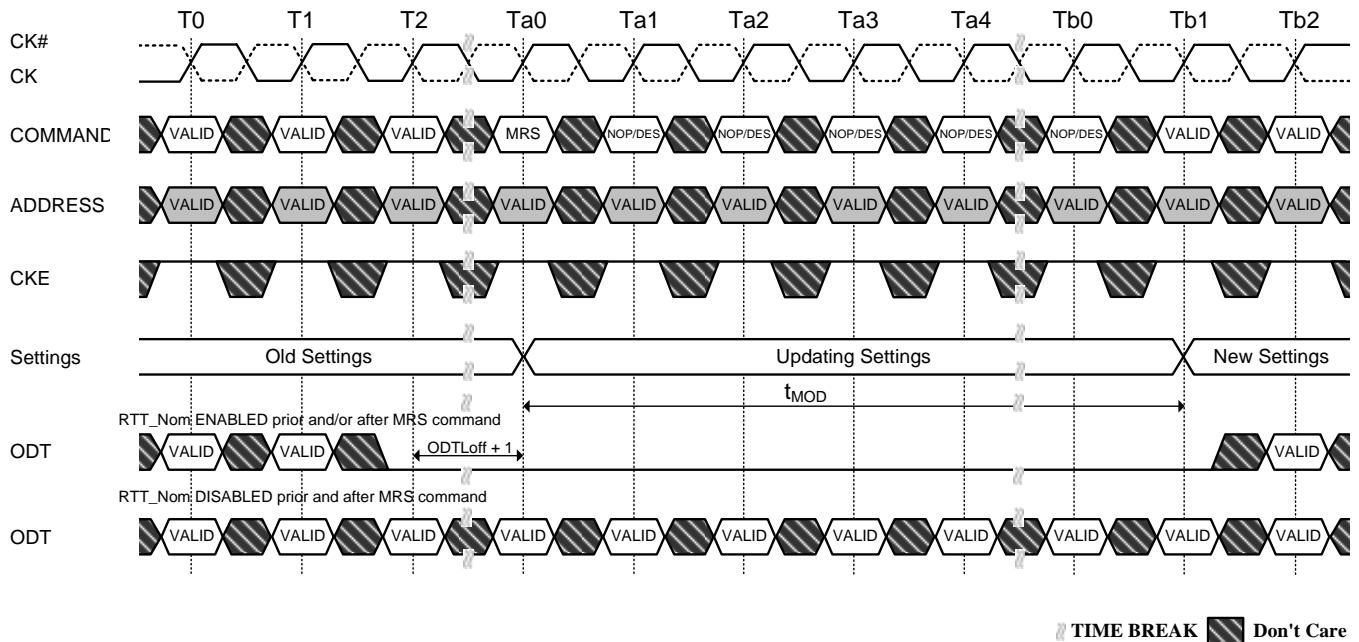 T0 T1 T2 Ta0 Ta1 Ta2 Ta3 Ta4 Tb0 Tb1 Tb2
CK#
CK
COMMAND VALID VALID VALID MRS NOP/DES NOP/DES NOP/DES NOP/DES NOP/DES VALID VALID
ADDRESS VALID VALID VALID VALID VALID VALID VALID VALID VALID VALID VALID
CKE
Settings Old Settings Updating Settings New Settings
tMOD
RTT_Nom ENABLED prior and/or after MRS command
ODT VALID VALID ODTLoff + 1 VALID
RTT_Nom DISABLED prior and after MRS command
ODT VALID VALID VALID VALID VALID VALID VALID VALID VALID VALID VALID
TIME BREAK Don't Care